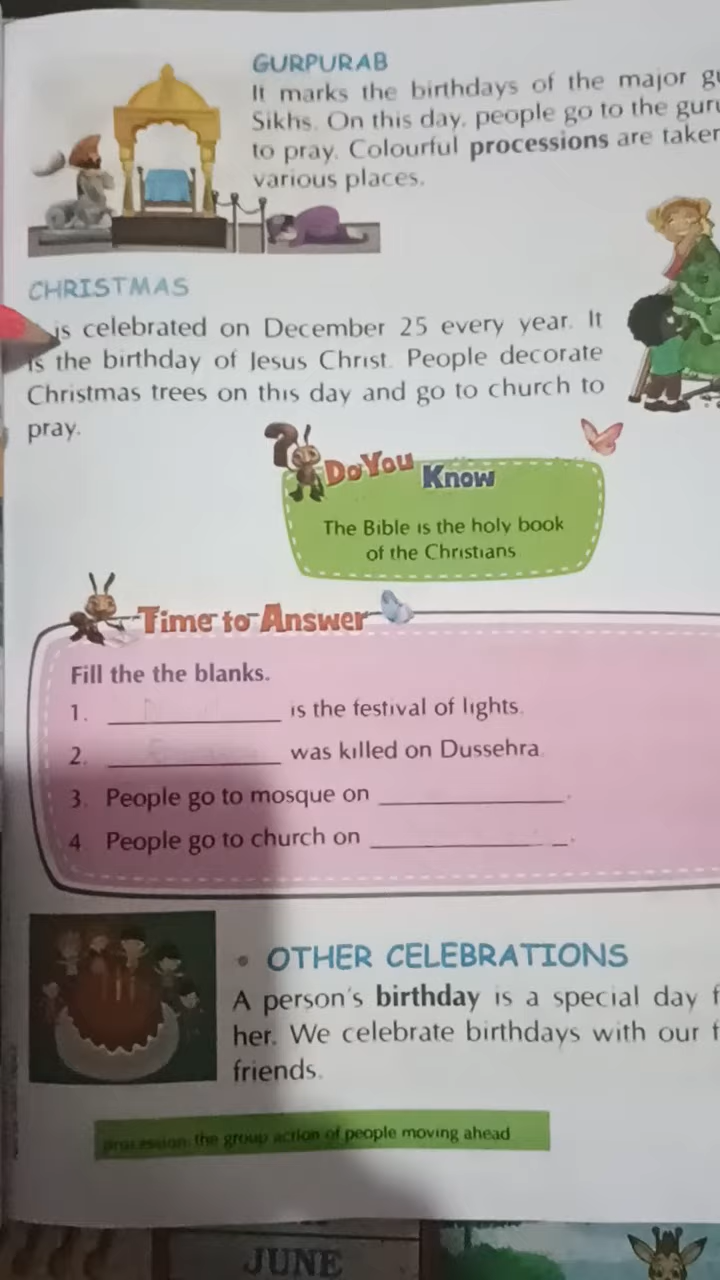 GURPURAB
It marks the birthdays of the major
Sikhs. On this day, people go to the
to pray. Colourful processions are
various places.
CHRISTMAS
is celebrated on December 25 every year. It
is the birthday of Jesus Christ. People decorate
Christmas trees on this day and go to church to
pray.
Do You Know
The Bible is the holy book
of the Christians
Time to Answer
Fill the the blanks.
1. ____________ is the festival of lights.
2. ____________ was killed on Dussehra.
3. People go to mosque on ____________.
4 People go to church on ____________.
• OTHER CELEBRATIONS
A person's birthday is a special day
her. We celebrate birthdays with our
friends.
procession: the group action of people moving ahead
JUNE